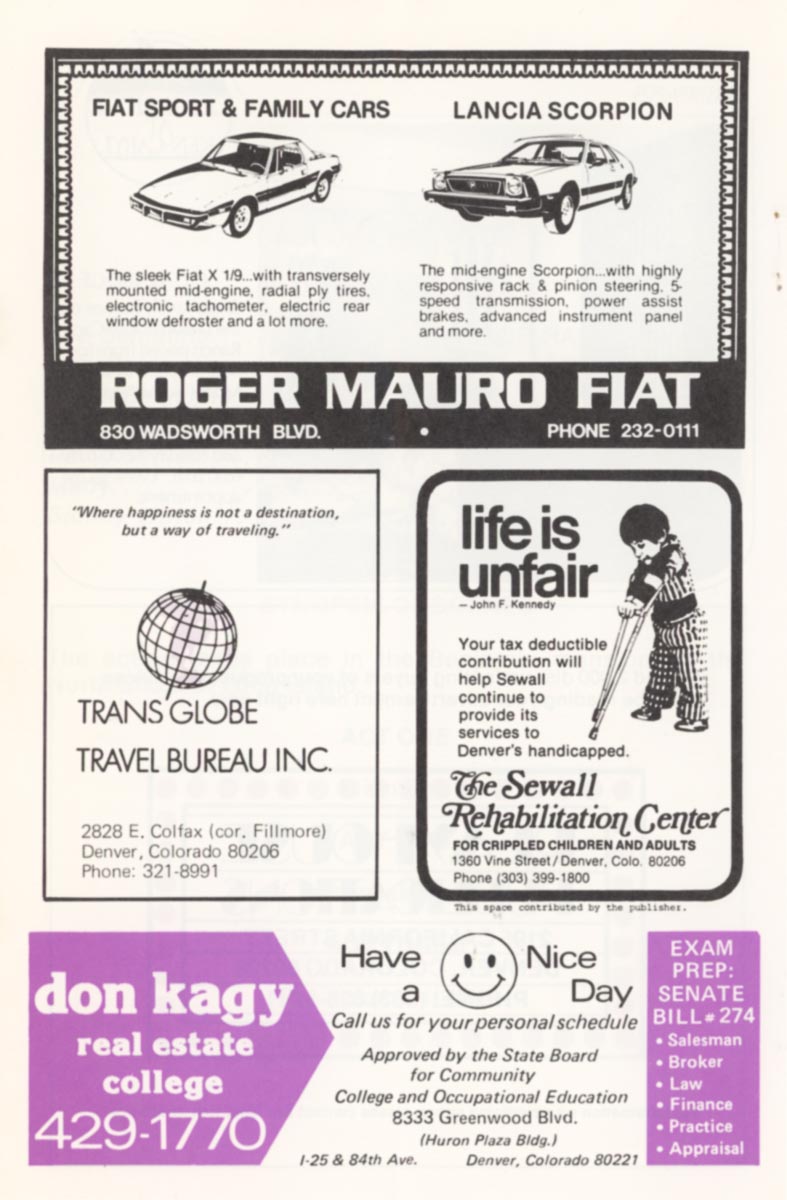 FIAT SPORT & FAMILY CARS
The sleek Fiat X 1/9...with transversely
mounted mid-engine, radial ply tires,
electronic tachometer, electric rear
window defroster and a lot more.
LANCIA SCORPION
The mid-engine Scorpion...with highly
responsive rack & pinion steering, 5-
speed transmission, power assist
brakes, advanced instrument panel
and more.
ROGER MAURO FIAT
830 WADSWORTH BLVD. • PHONE 232-0111
"Where happiness is not a destination,
but a way of traveling."
TRANS GLOBE
TRAVEL BUREAU INC.
2828 E. Colfax (cor. Fillmore)
Denver, Colorado 80206
Phone: 321-8991
life is
unfair
— John F. Kennedy
Your tax deductible
contribution will
help Sewall
continue to
provide its
services to
Denver's handicapped.
The Sewall
Rehabilitation Center
FOR CRIPPLED CHILDREN AND ADULTS
1360 Vine Street / Denver, Colo. 80206
Phone (303) 399-1800
This space contributed by the publisher.
don kagy
real estate
college
429-1770
Have Nice
a Day
Call us for your personal schedule
Approved by the State Board
for Community
College and Occupational Education
8333 Greenwood Blvd.
(Huron Plaza Bldg.)
I-25 & 84th Ave. Denver, Colorado 80221
EXAM
PREP:
SENATE
BILL # 274
• Salesman
• Broker
• Law
• Finance
• Practice
• Appraisal